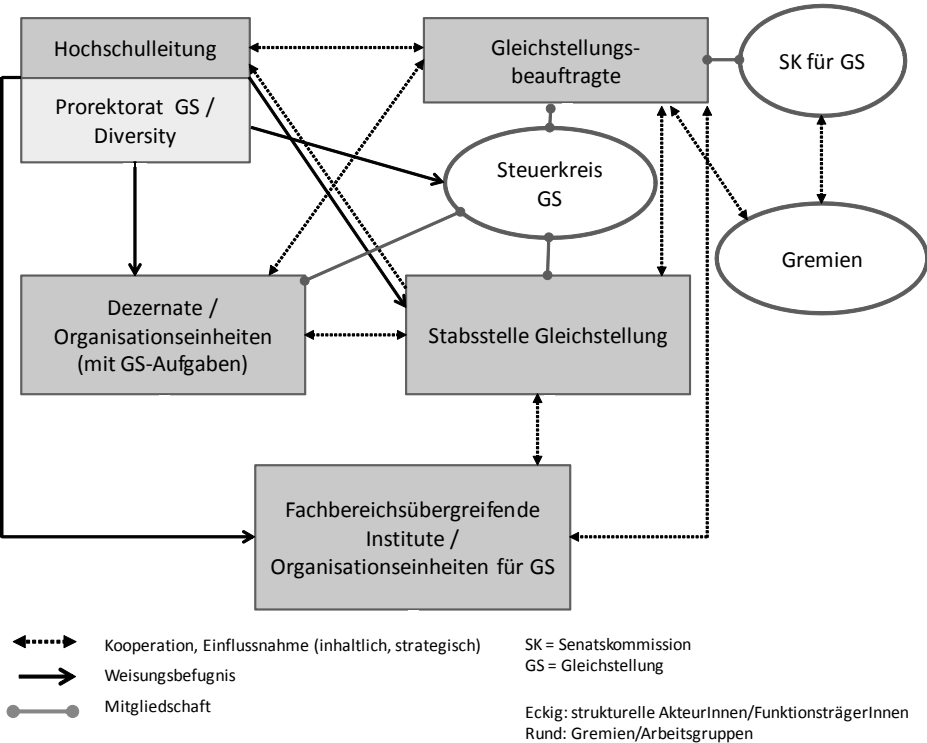 Hochschulleitung
Prorektorat GS /
Diversity
Gleichstellungs-
beauftragte
SK für GS
Steuerkreis
GS
Gremien
Dezernate /
Organisationseinheiten
(mit GS-Aufgaben)
Stabsstelle Gleichstellung
Fachbereichsübergreifende
Institute /
Organisationseinheiten für GS
Kooperation, Einflussnahme (inhaltlich, strategisch)
Weisungsbefugnis
Mitgliedschaft
SK = Senatskommission
GS = Gleichstellung
Eckig: strukturelle AkteurInnen/FunktionsträgerInnen
Rund: Gremien/Arbeitsgruppen